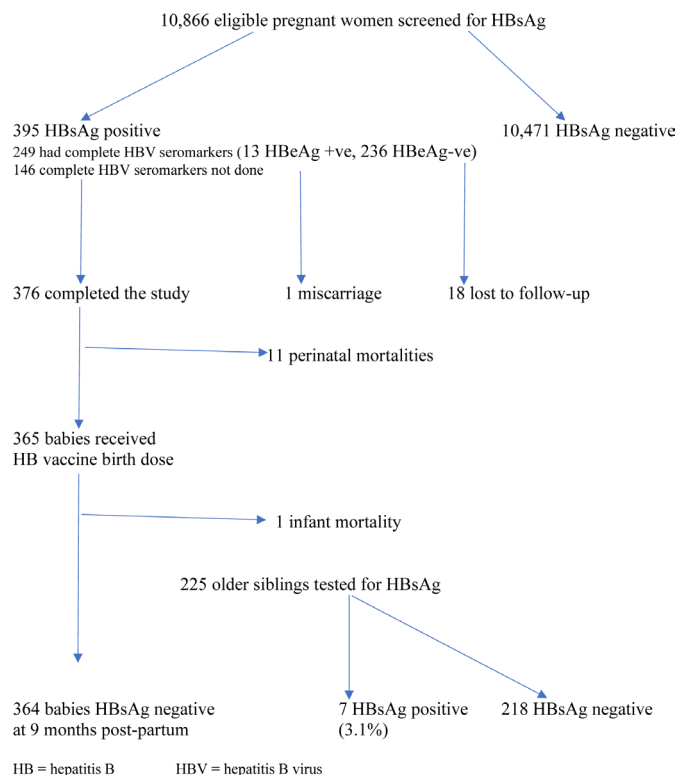 10,866 eligible pregnant women screened for HBsAg
395 HBsAg positive
10,471 HBsAg negative
249 had complete HBV seromarkers (13 HBeAg +ve, 236 HBeAg-ve)
146 complete HBV seromarkers not done
376 completed the study
1 miscarriage
18 lost to follow-up
11 perinatal mortalities
365 babies received
HB vaccine birth dose
1 infant mortality
225 older siblings tested for HBsAg
364 babies HBsAg negative
at 9 months post-partum
7 HBsAg positive
(3.1%)
218 HBsAg negative
HB = hepatitis B
HBV = hepatitis B virus